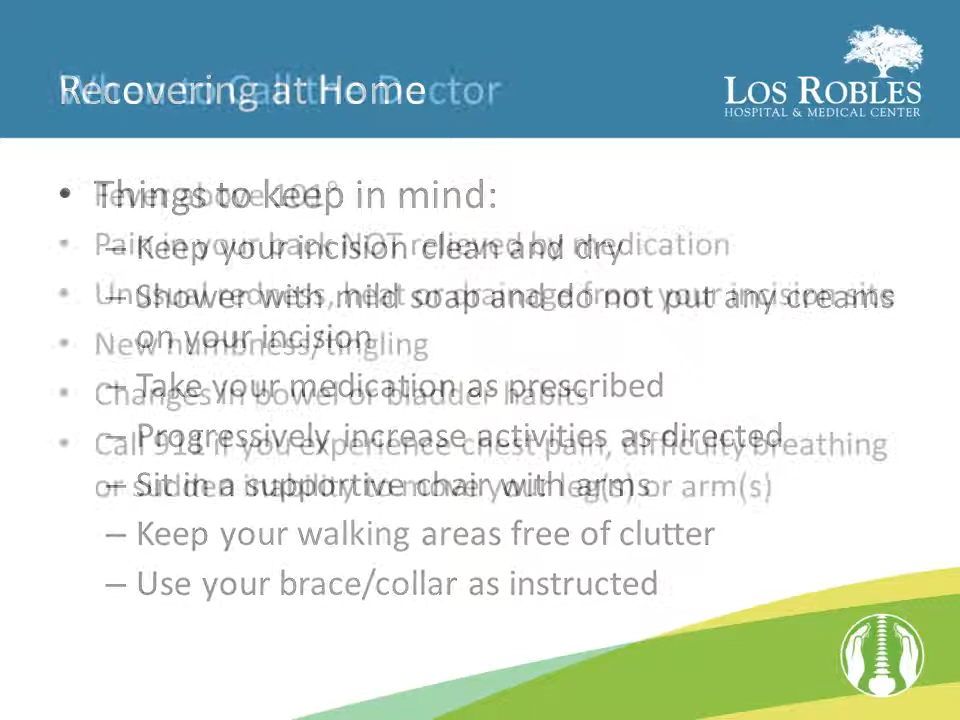 Recovering at Home
When to Call the Doctor
LOS ROBLES
HOSPITAL & MEDICAL CENTER
• Things to keep in mind:
– Keep your incision clean and dry
– Shower with mild soap and do not put any creams
on your incision
– Take your medication as prescribed
– Progressively increase activities as directed
– Sit in a supportive chair with arms
– Keep your walking areas free of clutter
– Use your brace/collar as instructed
• Fever above 101°
• Pain in your back NOT relieved by medication
• Unusual redness, heat or drainage from your incision site
• New numbness/tingling
• Changes in bowel or bladder habits
• Call 911 if you experience chest pain, difficulty breathing
or sudden inability to move your leg(s) or arm(s)